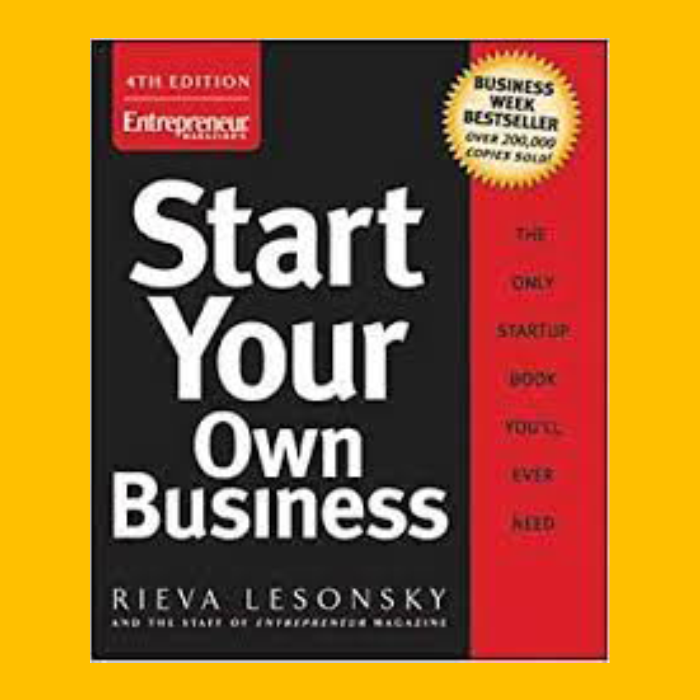 4TH EDITION
Entrepreneur
MAGAZINE'S
BUSINESS
WEEK
BESTSELLER
OVER 200,000
COPIES SOLD!
Start
Your
Own
Business
THE
ONLY
STARTUP
BOOK
YOU'LL
EVER
NEED
RIEVA LESONSKY
AND THE STAFF OF ENTREPRENEUR MAGAZINE